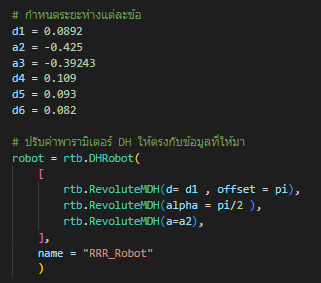 # กำหนดระยะห่างแต่ละข้อ
d1 = 0.0892
a2 = -0.425
a3 = -0.39243
d4 = 0.109
d5 = 0.093
d6 = 0.082
# ปรับค่าพารามิเตอร์ DH ให้ตรงกับข้อมูลที่ให้มา
robot = rtb.DHRobot(
[
rtb.RevoluteMDH(d= d1 , offset = pi),
rtb.RevoluteMDH(alpha = pi/2 ),
rtb.RevoluteMDH(a=a2),
],
name = "RRR_Robot"
)